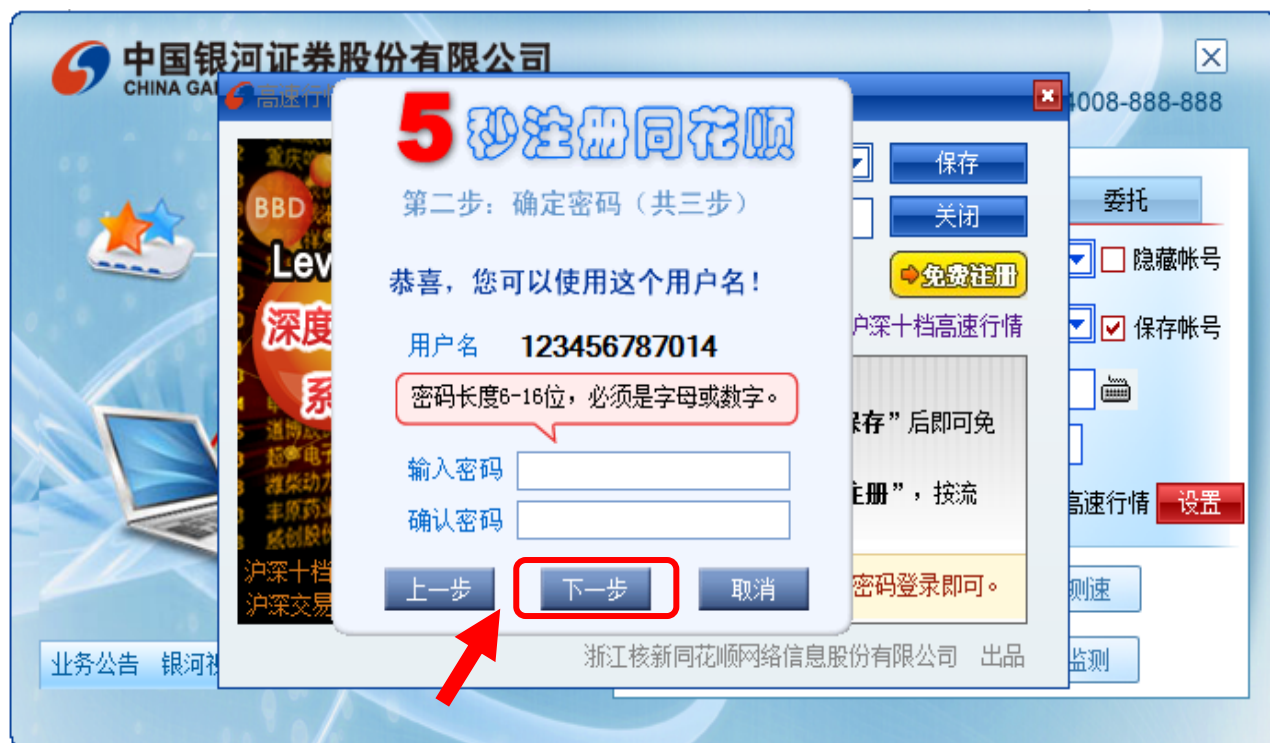 中国银河证券股份有限公司
CHINA GAL
4008-888-888
高速行情
5秒注册同花顺
第二步：确定密码（共三步）
恭喜，您可以使用这个用户名！
用户名 123456787014
密码长度6-16位，必须是字母或数字。
输入密码
确认密码
上一步 下一步 取消
BBD
Lev
深度
系
沪深十档
沪深交易
保存
关闭
免费注册
沪深十档高速行情
保存”后即可免
注册”，按流
密码登录即可。
浙江核新同花顺网络信息股份有限公司 出品
委托
隐藏帐号
保存帐号
高速行情 设置
测速
监测
业务公告 银河视